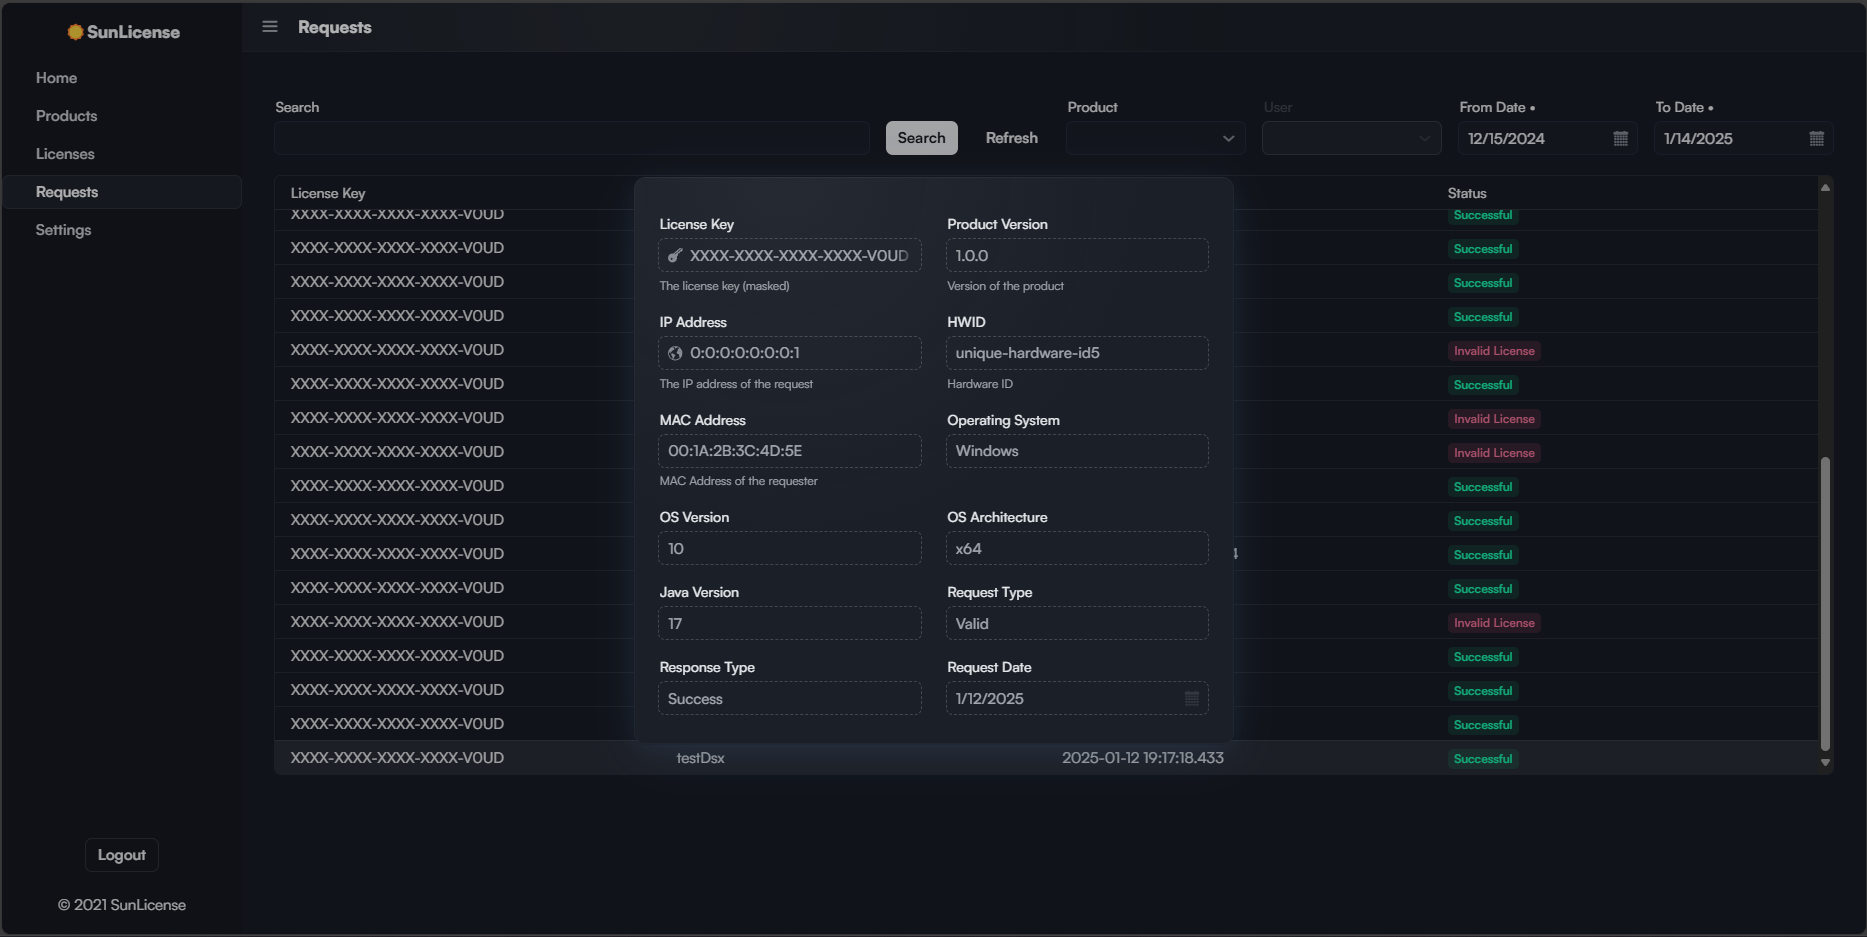 SunLicense
Home
Products
Licenses
Requests
Settings
Logout
© 2021 SunLicense
Requests
Search
Search
Refresh
Product
User
From Date •
12/15/2024
To Date •
1/14/2025
License Key
Status
XXXX-XXXX-XXXX-XXXX-VOUD Successful
XXXX-XXXX-XXXX-XXXX-VOUD Successful
XXXX-XXXX-XXXX-XXXX-VOUD Successful
XXXX-XXXX-XXXX-XXXX-VOUD Successful
XXXX-XXXX-XXXX-XXXX-VOUD Invalid License
XXXX-XXXX-XXXX-XXXX-VOUD Successful
XXXX-XXXX-XXXX-XXXX-VOUD Invalid License
XXXX-XXXX-XXXX-XXXX-VOUD Invalid License
XXXX-XXXX-XXXX-XXXX-VOUD Successful
XXXX-XXXX-XXXX-XXXX-VOUD Successful
XXXX-XXXX-XXXX-XXXX-VOUD 4 Successful
XXXX-XXXX-XXXX-XXXX-VOUD Successful
XXXX-XXXX-XXXX-XXXX-VOUD Invalid License
XXXX-XXXX-XXXX-XXXX-VOUD Successful
XXXX-XXXX-XXXX-XXXX-VOUD Successful
XXXX-XXXX-XXXX-XXXX-VOUD Successful
XXXX-XXXX-XXXX-XXXX-VOUD testDsx 2025-01-12 19:17:18.433 Successful
License Key
XXXX-XXXX-XXXX-XXXX-VOUD
The license key (masked)
Product Version
1.0.0
Version of the product
IP Address
0:0:0:0:0:0:0:1
The IP address of the request
HWID
unique-hardware-id5
Hardware ID
MAC Address
00:1A:2B:3C:4D:5E
MAC Address of the requester
Operating System
Windows
OS Version
10
OS Architecture
x64
Java Version
17
Request Type
Valid
Response Type
Success
Request Date
1/12/2025